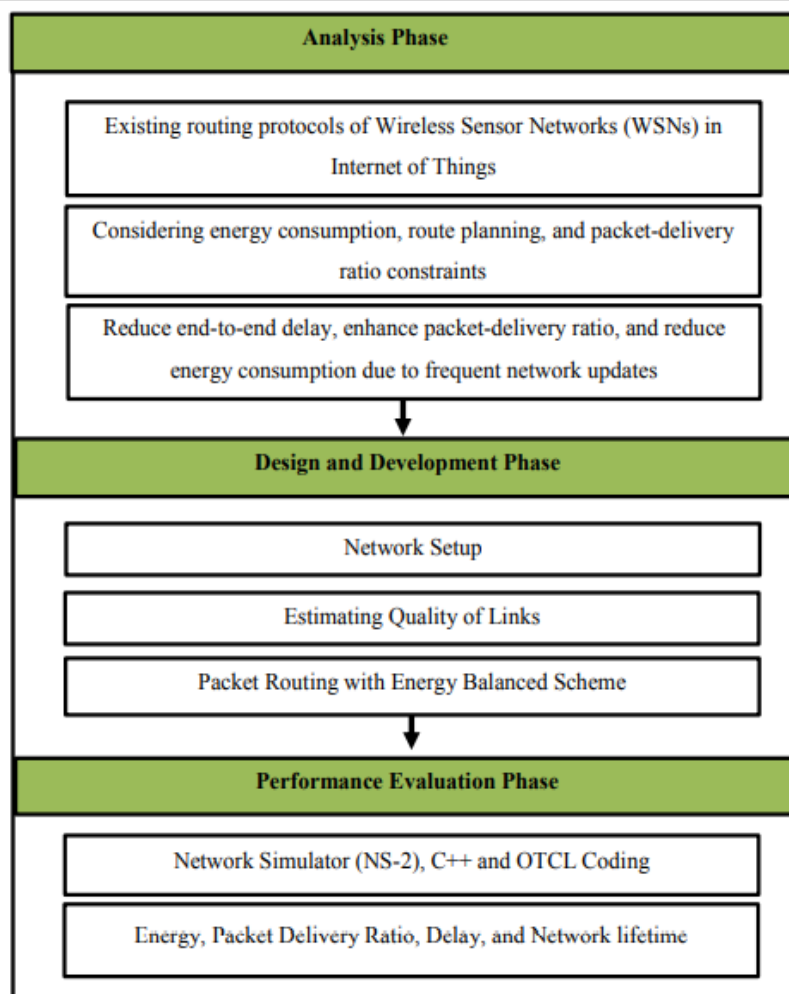 Analysis Phase
Existing routing protocols of Wireless Sensor Networks (WSNs) in
Internet of Things
Considering energy consumption, route planning, and packet-delivery
ratio constraints
Reduce end-to-end delay, enhance packet-delivery ratio, and reduce
energy consumption due to frequent network updates
Design and Development Phase
Network Setup
Estimating Quality of Links
Packet Routing with Energy Balanced Scheme
Performance Evaluation Phase
Network Simulator (NS-2), C++ and OTCL Coding
Energy, Packet Delivery Ratio, Delay, and Network lifetime